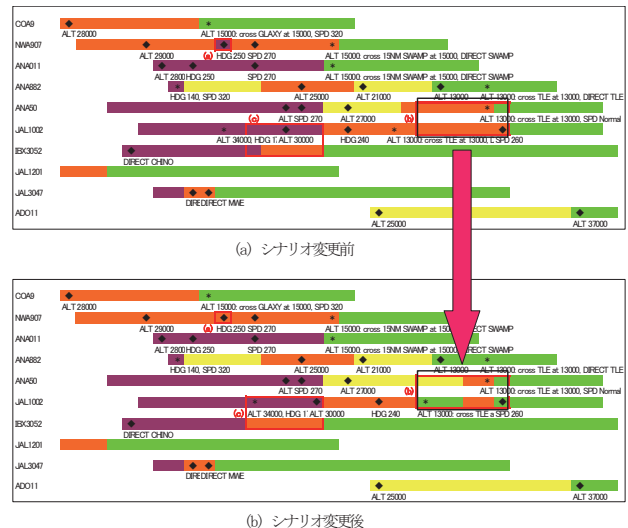 COA9
ALT 28000
ALT 15000: cross GLAXY at 15000, SPD 320
NWA907
ALT 29000
(a)
HDG 250 SPD 270
ALT 15000: cross 15NM SWAMP at 15000, DIRECT SWAMP
ANA011
ALT 280 HDG 250
SPD 270
ALT 15000: cross 15NM SWAMP at 15000, DIRECT SWAMP
ANA882
HDG 140, SPD 320
ALT 25000
ALT 21000
ALT 13000
ALT 13000: cross TLE at 13000, DIRECT TLE
ANA50
(c)
ALT SPD 270
ALT 27000
(b)
ALT 13000: cross TLE at 13000, SPD Normal
JAL1002
ALT 34000, HDG 1 ALT 30000
HDG 240
ALT 13000: cross TLE at 13000, SPD 260
IBX3052
DIRECT CHINO
JAL1201
JAL3047
DIRE DIRECT MWE
ADO11
ALT 25000
ALT 37000
(a) シナリオ変更前
COA9
ALT 28000
ALT 15000: cross GLAXY at 15000, SPD 320
NWA907
ALT 29000
(a)
HDG 250 SPD 270
ALT 15000: cross 15NM SWAMP at 15000, DIRECT SWAMP
ANA011
ALT 280 HDG 250
SPD 270
ALT 15000: cross 15NM SWAMP at 15000, DIRECT SWAMP
ANA882
HDG 140, SPD 320
ALT 25000
ALT 21000
ALT 13000
ALT 13000: cross TLE at 13000, DIRECT TLE
ANA50
ALT SPD 270
ALT 27000
(b)
ALT 13000: cross TLE at 13000, SPD Normal
JAL1002
(c)
ALT 34000, HDG 1 ALT 30000
HDG 240
ALT 13000: cross TLE a SPD 260
IBX3052
DIRECT CHINO
JAL1201
JAL3047
DIRE DIRECT MWE
ADO11
ALT 25000
ALT 37000
(b) シナリオ変更後